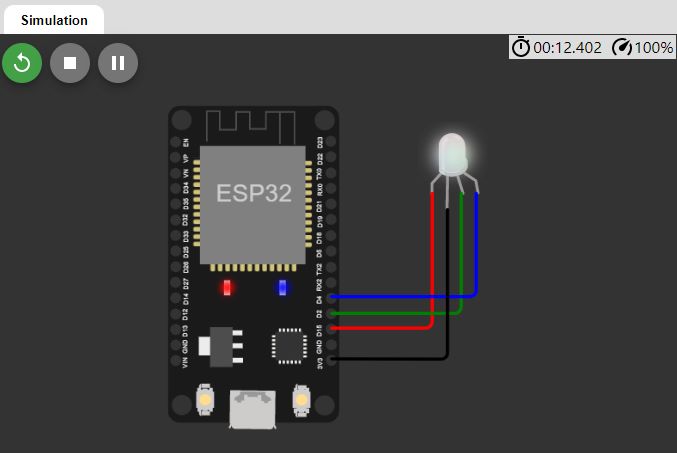 Simulation
00:12.402 100%
ESP32
EN
VP
VN
D34
D35
D32
D33
D25
D26
D27
D14
D12
D13
GND
VIN
D23
D22
TX0
RX0
D21
D19
D18
D5
TX2
RX2
D4
D2
D15
GND
3V3